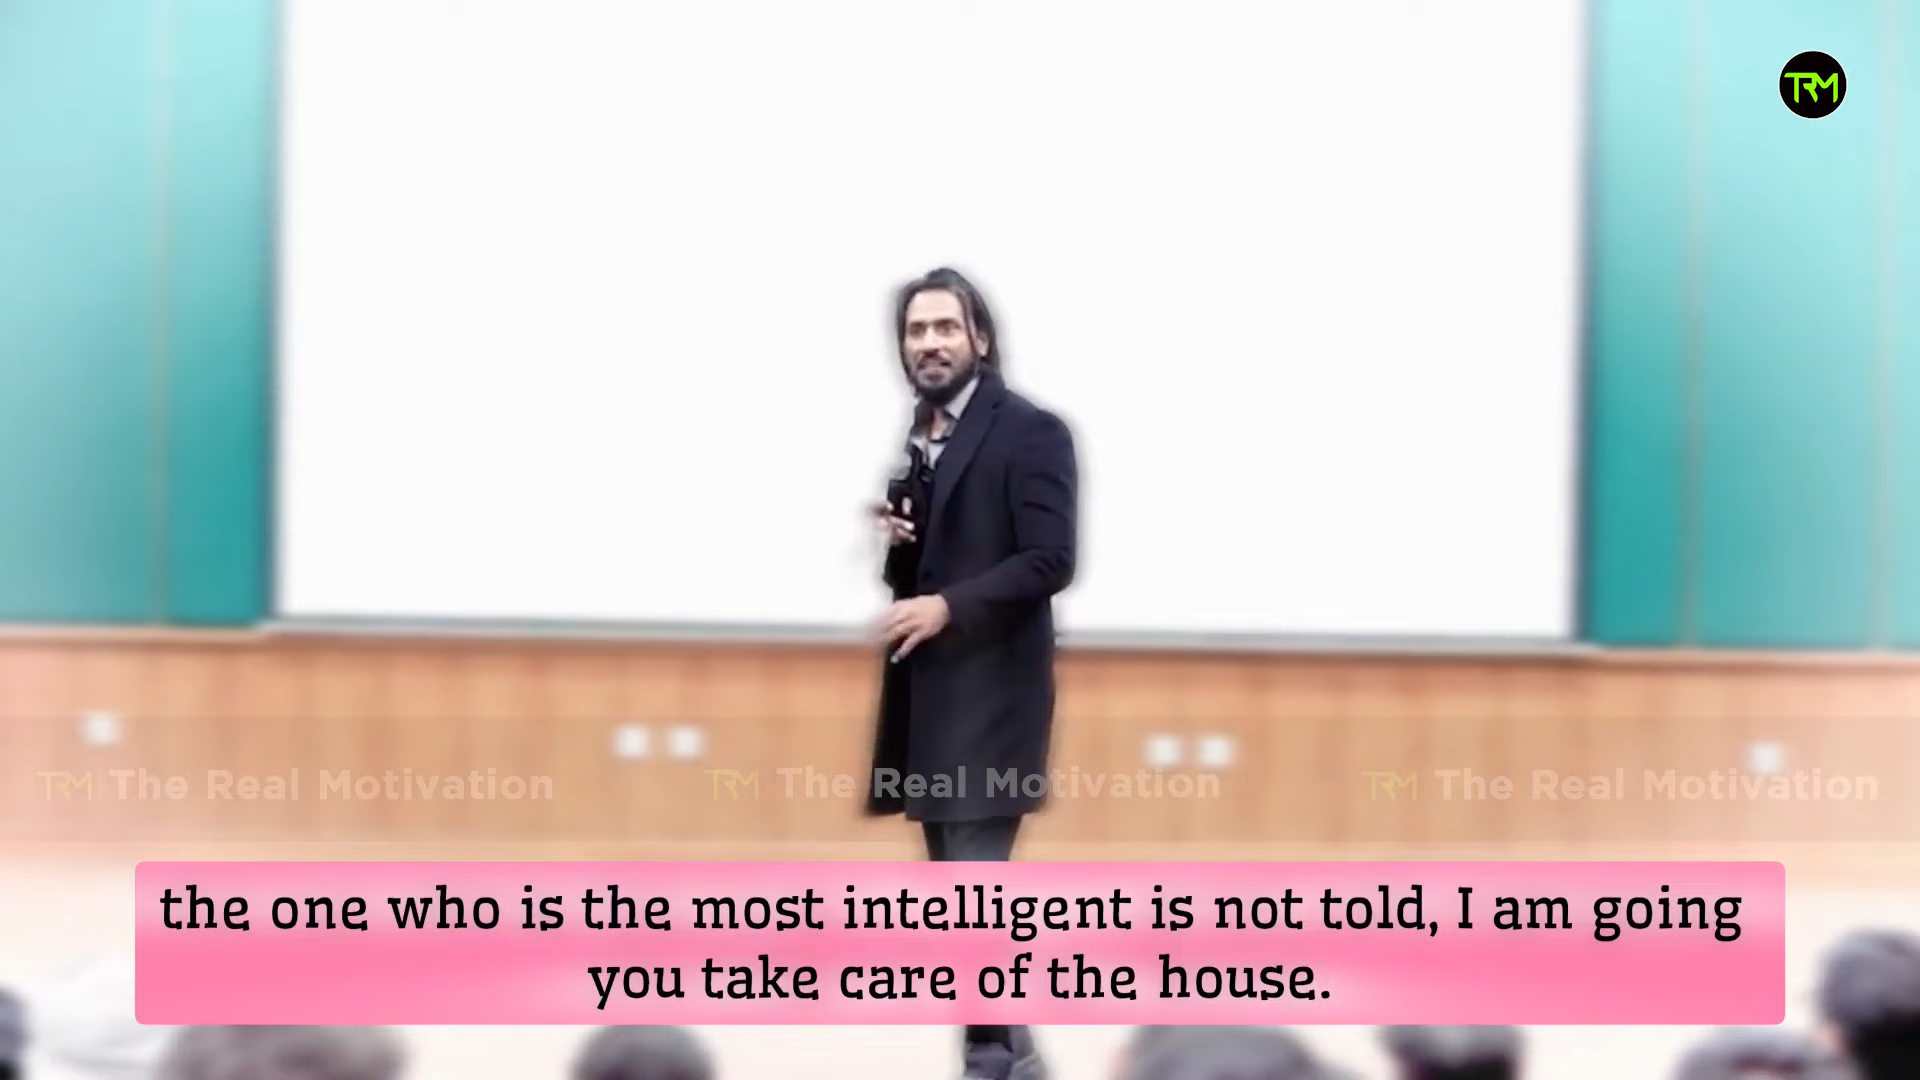 TRM
TRM The Real Motivation TRM The Real Motivation TRM The Real Motivation
the one who is the most intelligent is not told, I am going
you take care of the house.